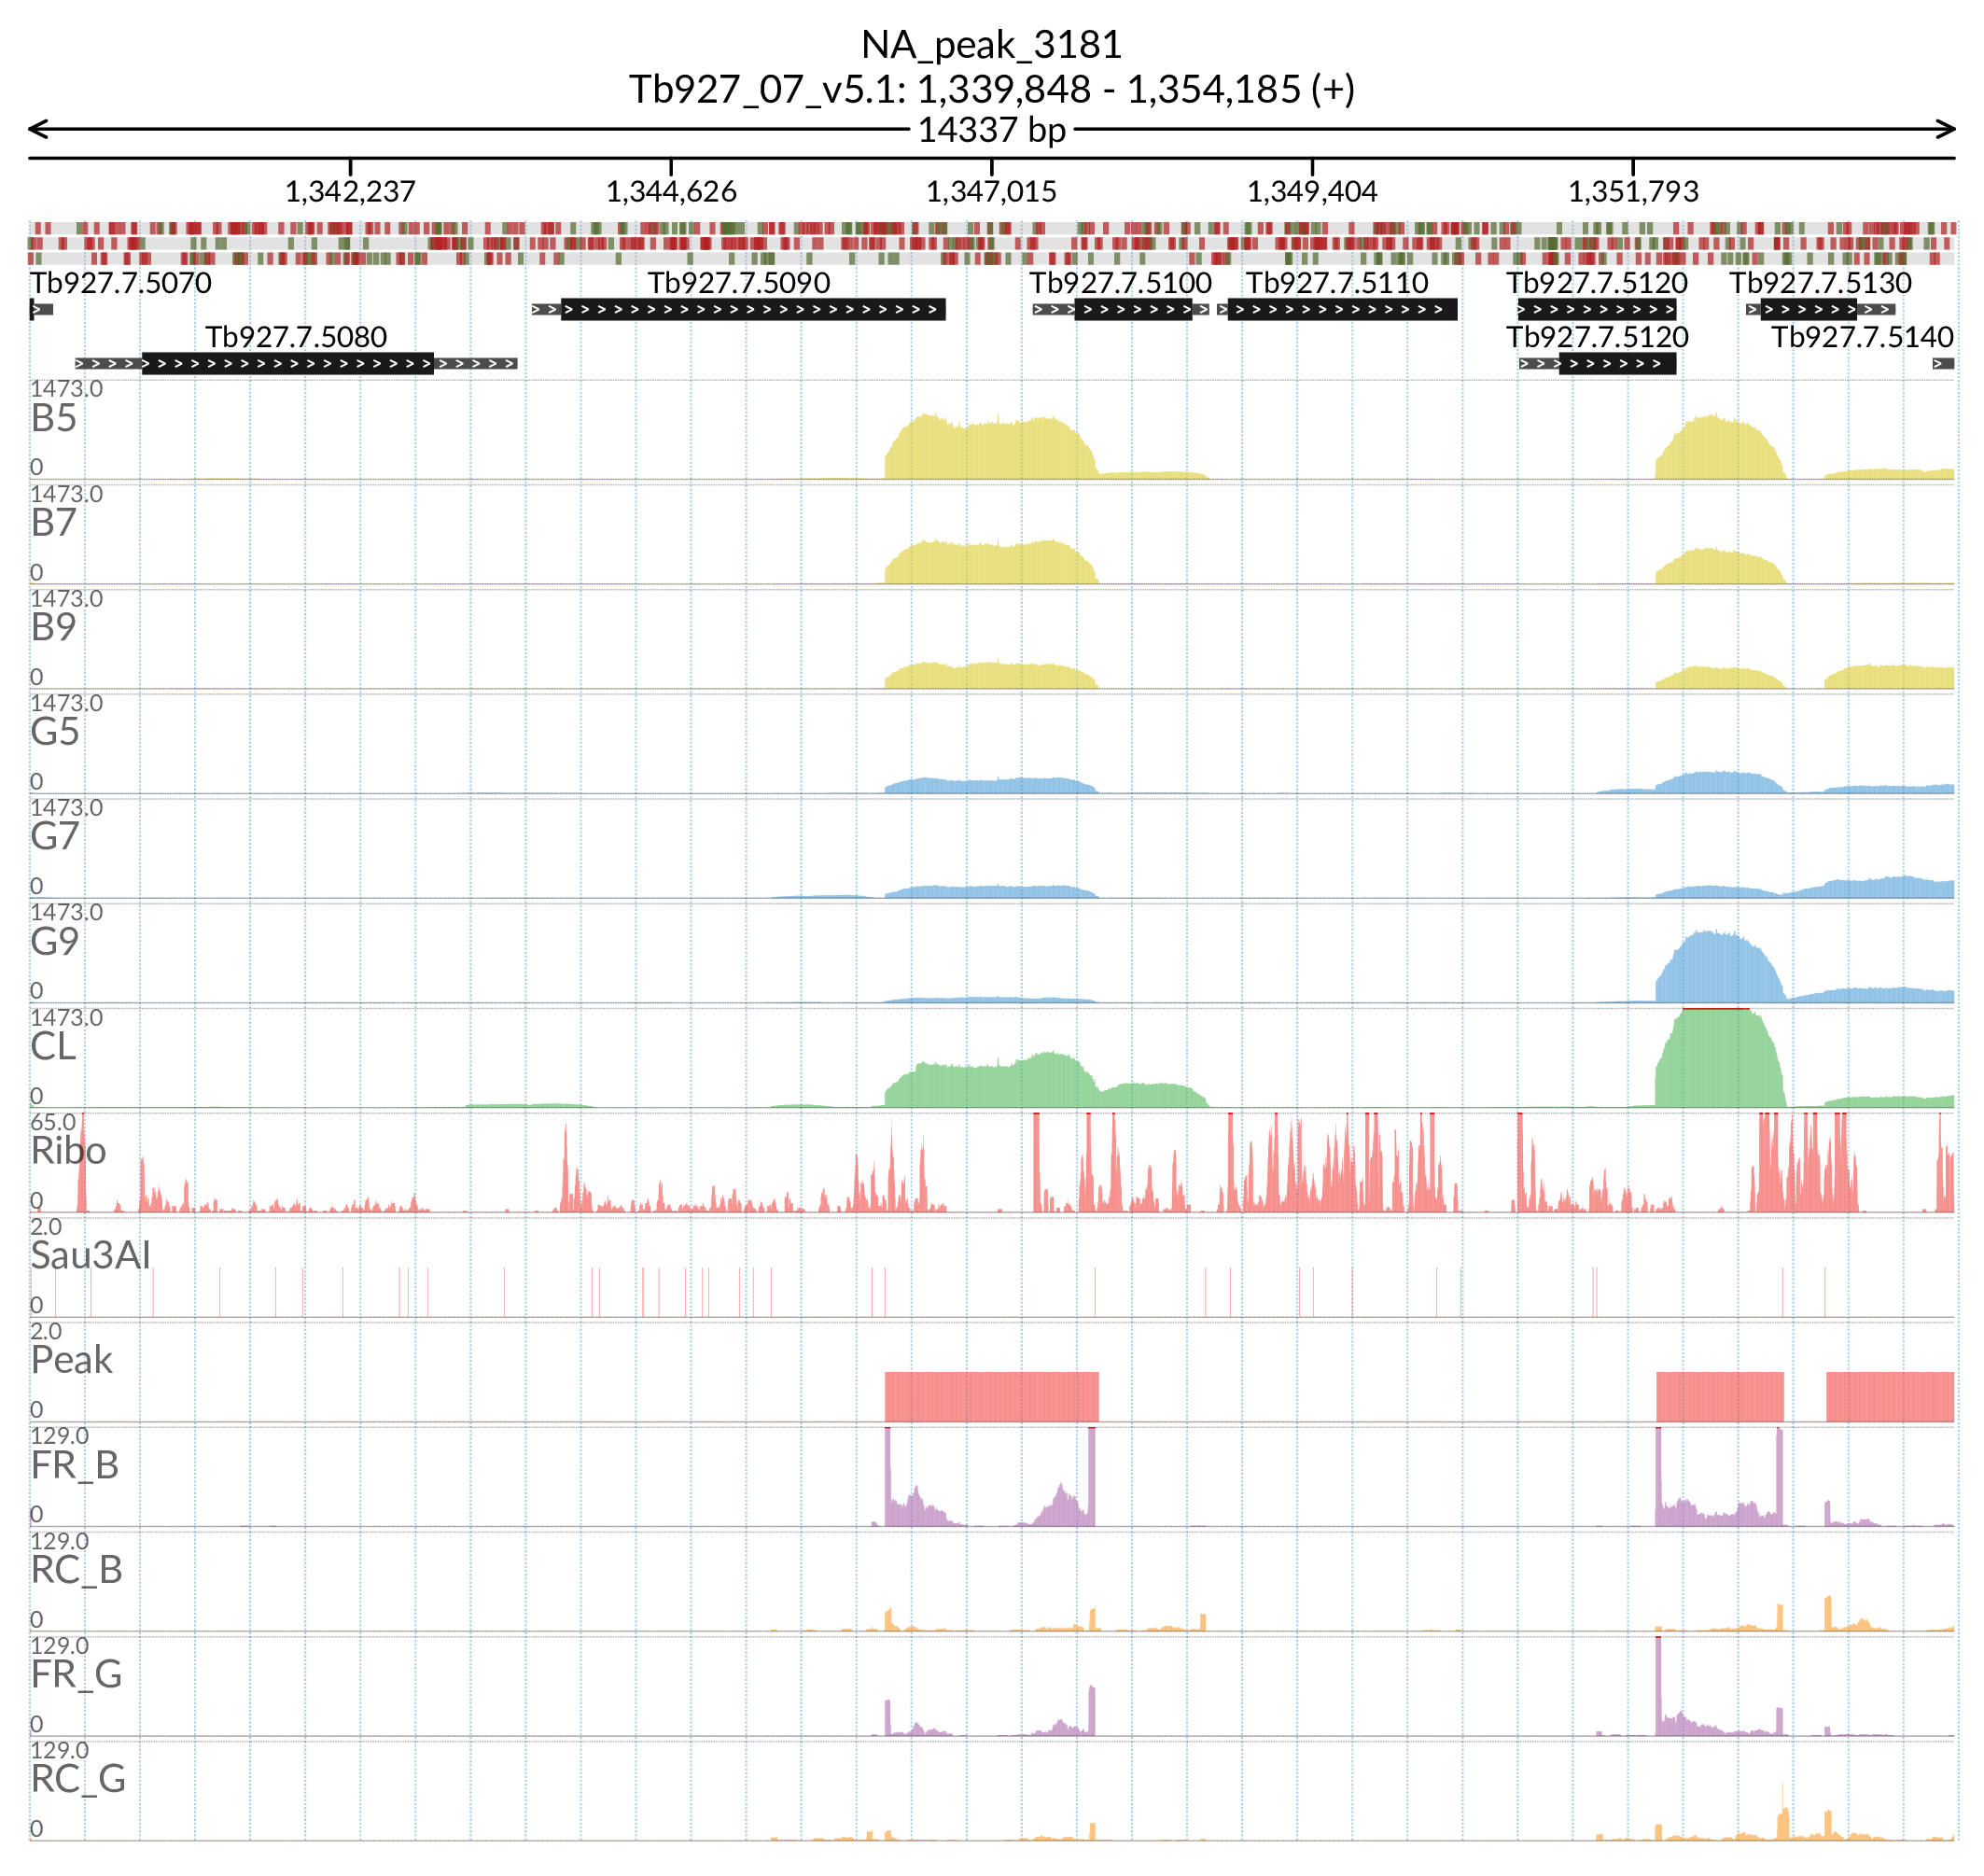 NA_peak_3181
Tb927_07_v5.1: 1,339,848 - 1,354,185 (+)
14337 bp
1,342,237 1,344,626 1,347,015 1,349,404 1,351,793
Tb927.7.5070 Tb927.7.5090 Tb927.7.5100 Tb927.7.5110 Tb927.7.5120 Tb927.7.5130
Tb927.7.5080 Tb927.7.5120 Tb927.7.5140
1473.0
B5
0
1473.0
B7
0
1473.0
B9
0
1473.0
G5
0
1473.0
G7
0
1473.0
G9
0
1473.0
CL
0
65.0
Ribo
0
2.0
Sau3AI
0
2.0
Peak
0
129.0
FR_B
0
129.0
RC_B
0
129.0
FR_G
0
129.0
RC_G
0